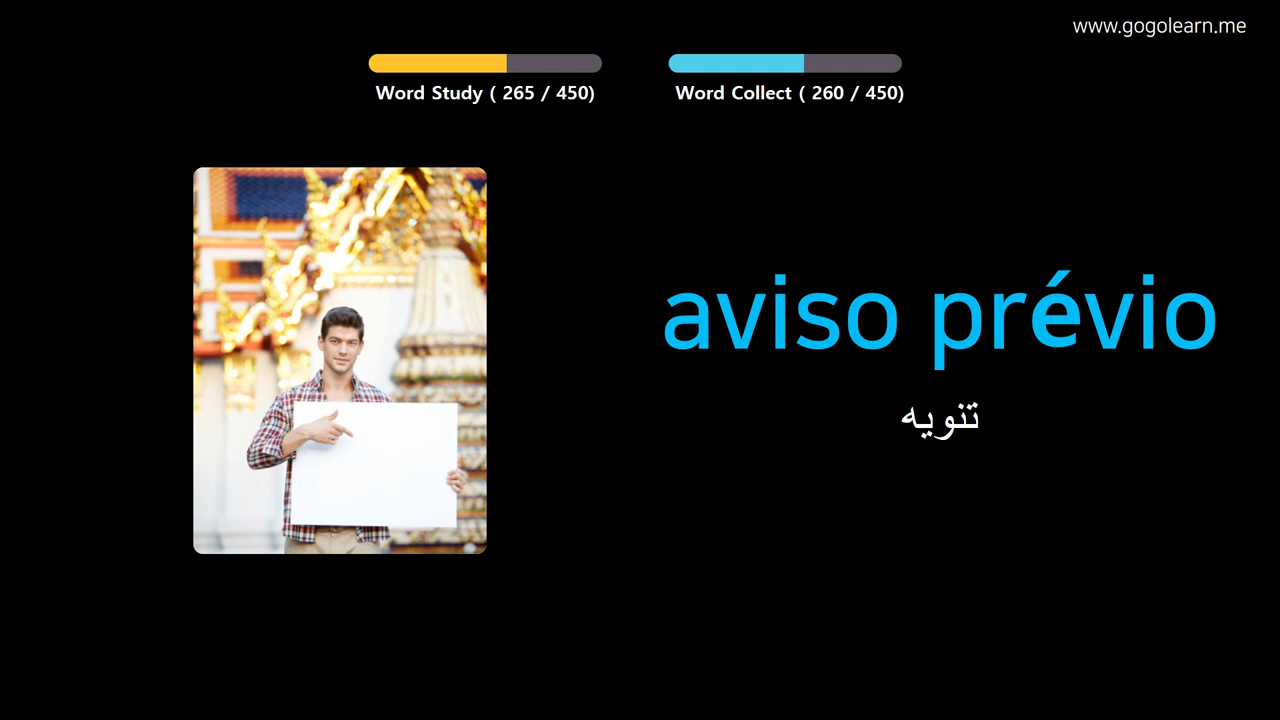 www.gogolearn.me
Word Study ( 265 / 450)
Word Collect ( 260 / 450)
aviso prévio
تنويه